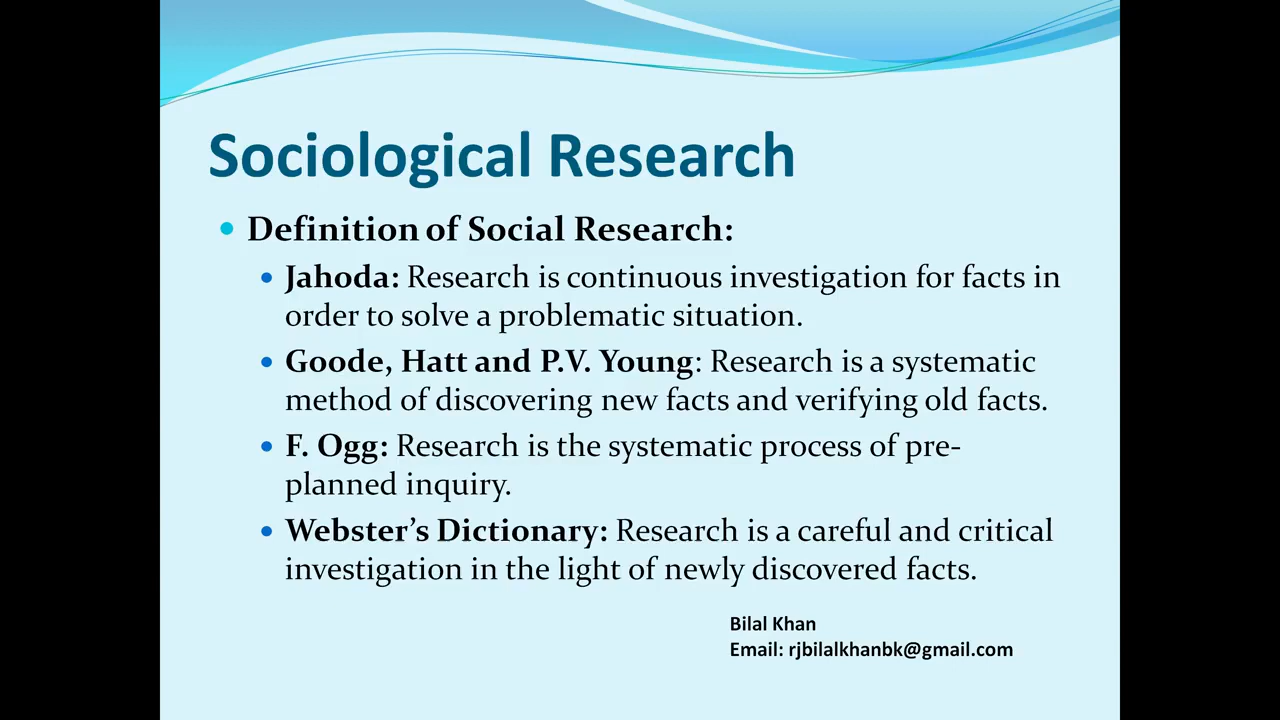 Sociological Research
Definition of Social Research:
Jahoda: Research is continuous investigation for facts in
order to solve a problematic situation.
Goode, Hatt and P.V. Young: Research is a systematic
method of discovering new facts and verifying old facts.
F. Ogg: Research is the systematic process of pre-
planned inquiry.
Webster’s Dictionary: Research is a careful and critical
investigation in the light of newly discovered facts.
Bilal Khan
Email: rjbilalkhanbk@gmail.com